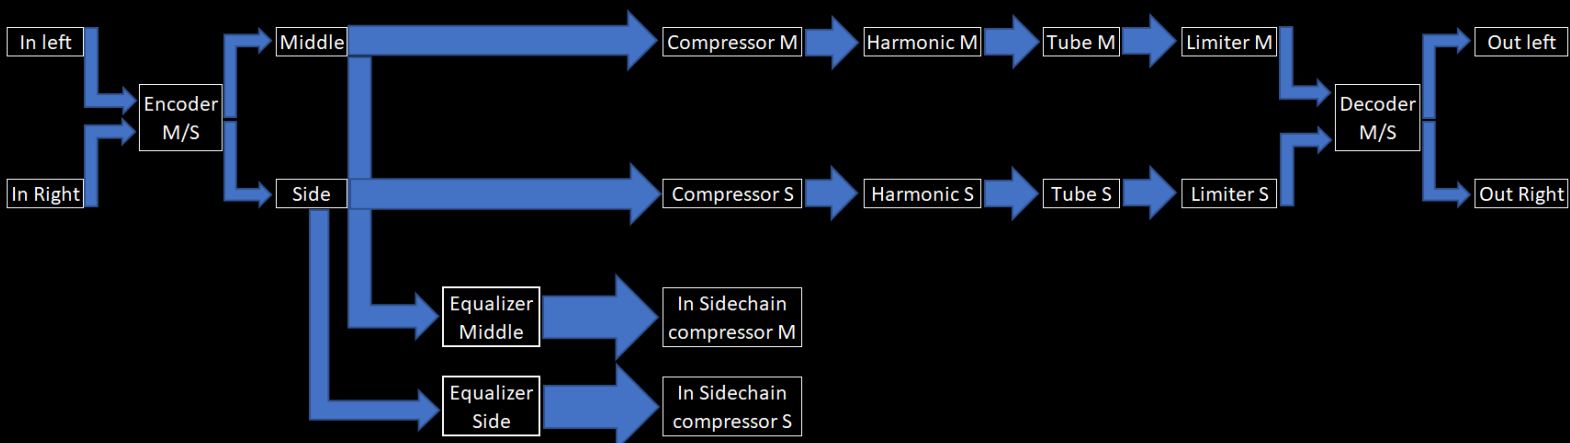 In left
Middle
Compressor M
Harmonic M
Tube M
Limiter M
Out left
Encoder
M/S
Decoder
M/S
In Right
Side
Compressor S
Harmonic S
Tube S
Limiter S
Out Right
Equalizer
Middle
In Sidechain
compressor M
Equalizer
Side
In Sidechain
compressor S